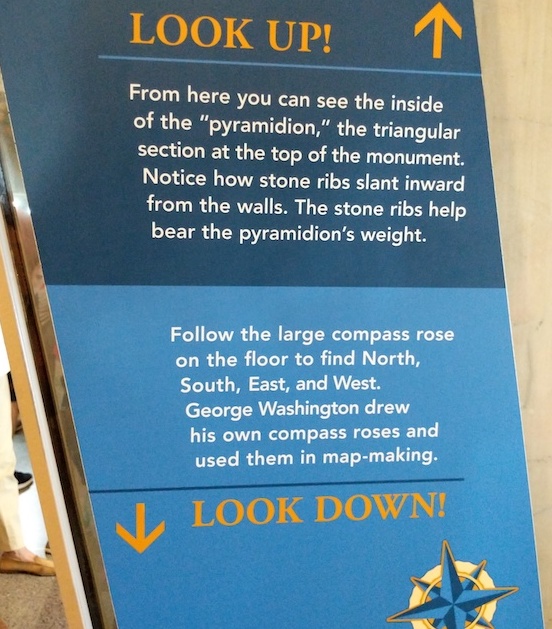 LOOK UP!
From here you can see the inside
of the “pyramidion,” the triangular
section at the top of the monument.
Notice how stone ribs slant inward
from the walls. The stone ribs help
bear the pyramidion’s weight.
Follow the large compass rose
on the floor to find North,
South, East, and West.
George Washington drew
his own compass roses and
used them in map-making.
LOOK DOWN!